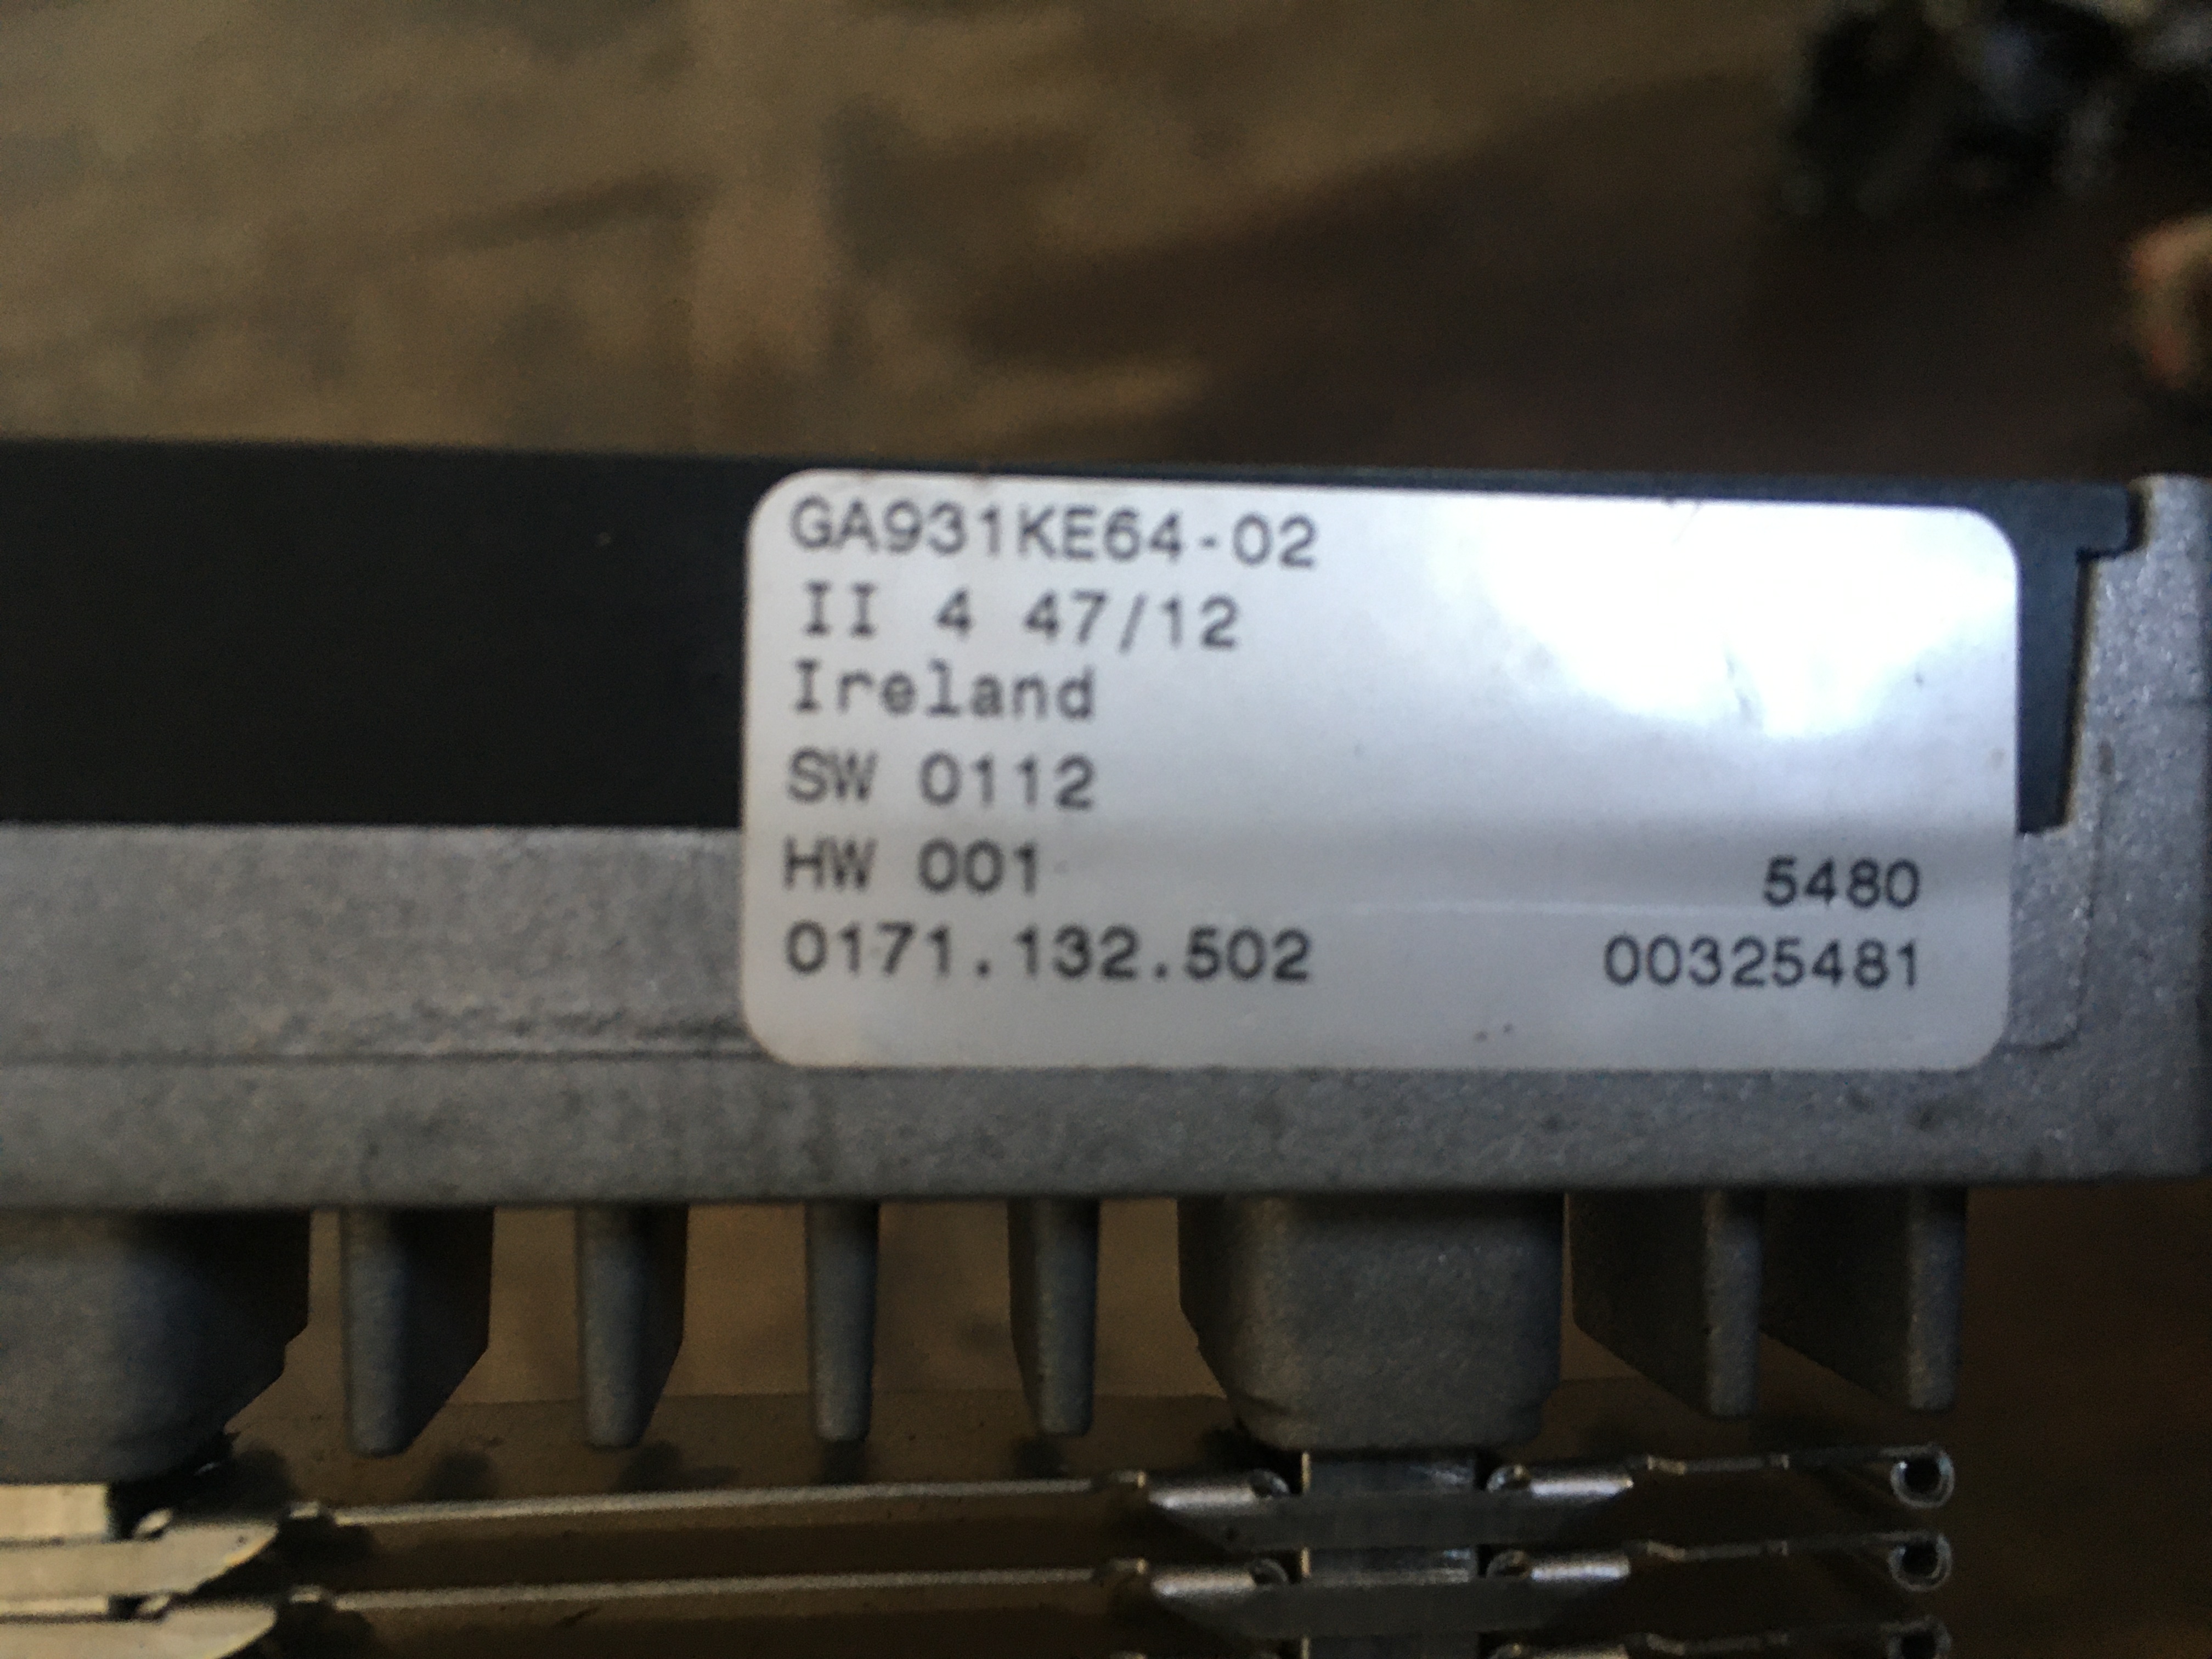 GA931KE64-02
II 4 47/12
Ireland
SW 0112
HW 001 5480
0171.132.502 00325481